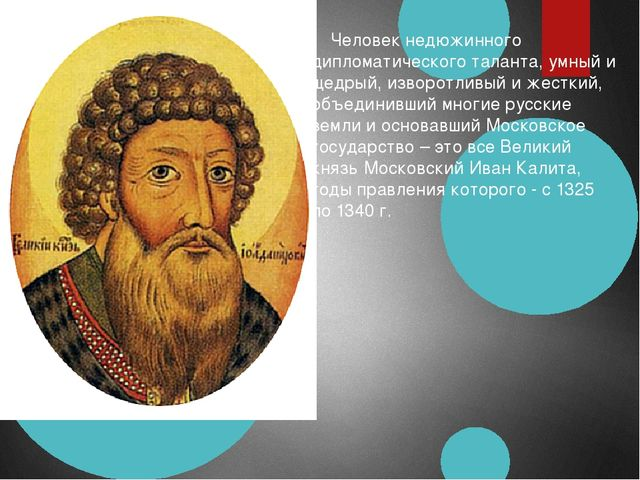 Человек недюжинного
дипломатического таланта, умный и
щедрый, изворотливый и жесткий,
объединивший многие русские
земли и основавший Московское
государство – это все Великий
князь Московский Иван Калита,
годы правления которого - с 1325
по 1340 г.